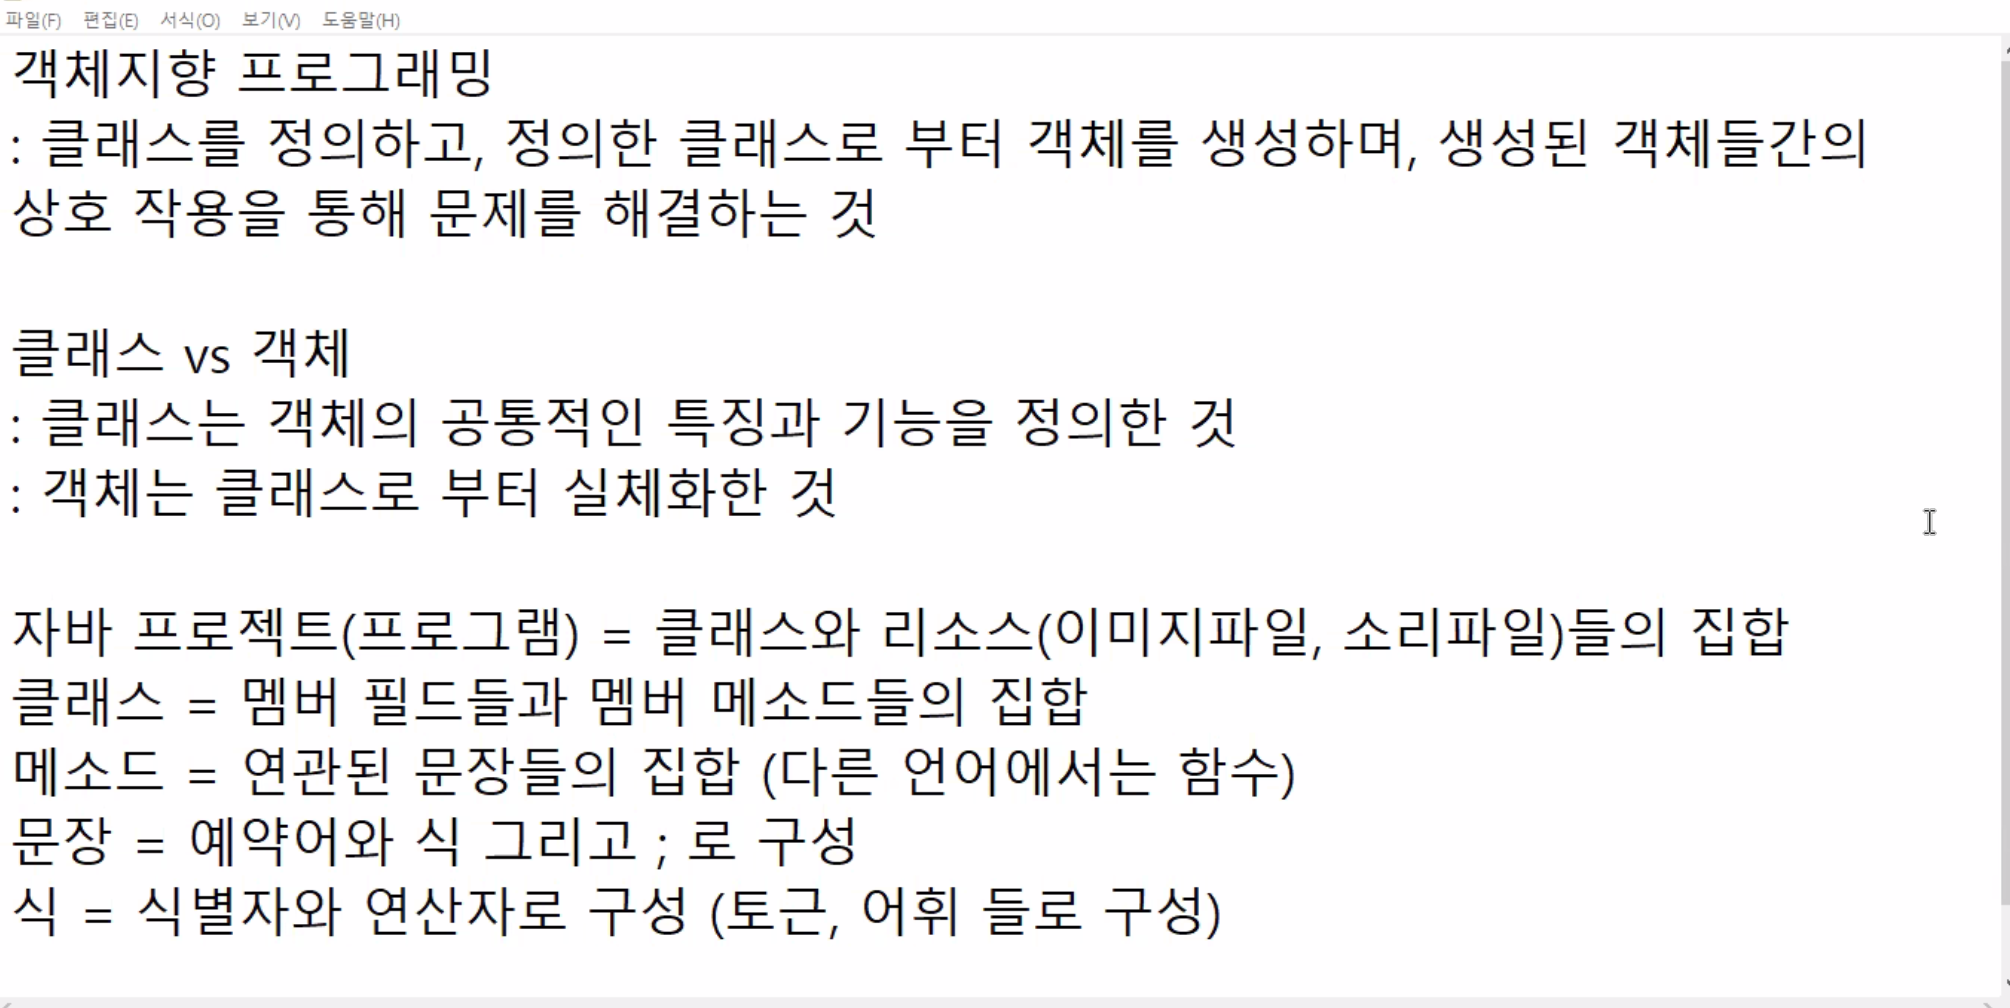 파일(F) 편집(E) 서식(O) 보기(V) 도움말(H)
객체지향 프로그래밍
: 클래스를 정의하고, 정의한 클래스로 부터 객체를 생성하며, 생성된 객체들간의
상호 작용을 통해 문제를 해결하는 것
클래스 vs 객체
: 클래스는 객체의 공통적인 특징과 기능을 정의한 것
: 객체는 클래스로 부터 실체화한 것
자바 프로젝트(프로그램) = 클래스와 리소스(이미지파일, 소리파일)들의 집합
클래스 = 멤버 필드들과 멤버 메소드들의 집합
메소드 = 연관된 문장들의 집합 (다른 언어에서는 함수)
문장 = 예약어와 식 그리고 ; 로 구성
식 = 식별자와 연산자로 구성 (토근, 어휘 들로 구성)